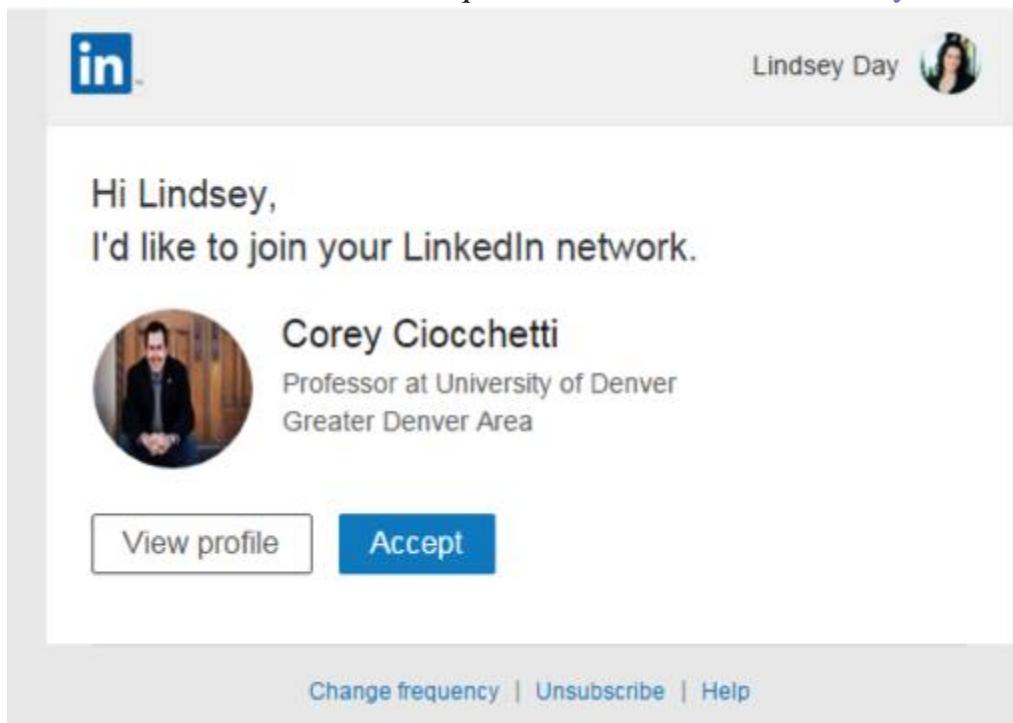 in
Lindsey Day
Hi Lindsey,
I'd like to join your LinkedIn network.
Corey Ciocchetti
Professor at University of Denver
Greater Denver Area
View profile Accept
Change frequency | Unsubscribe | Help